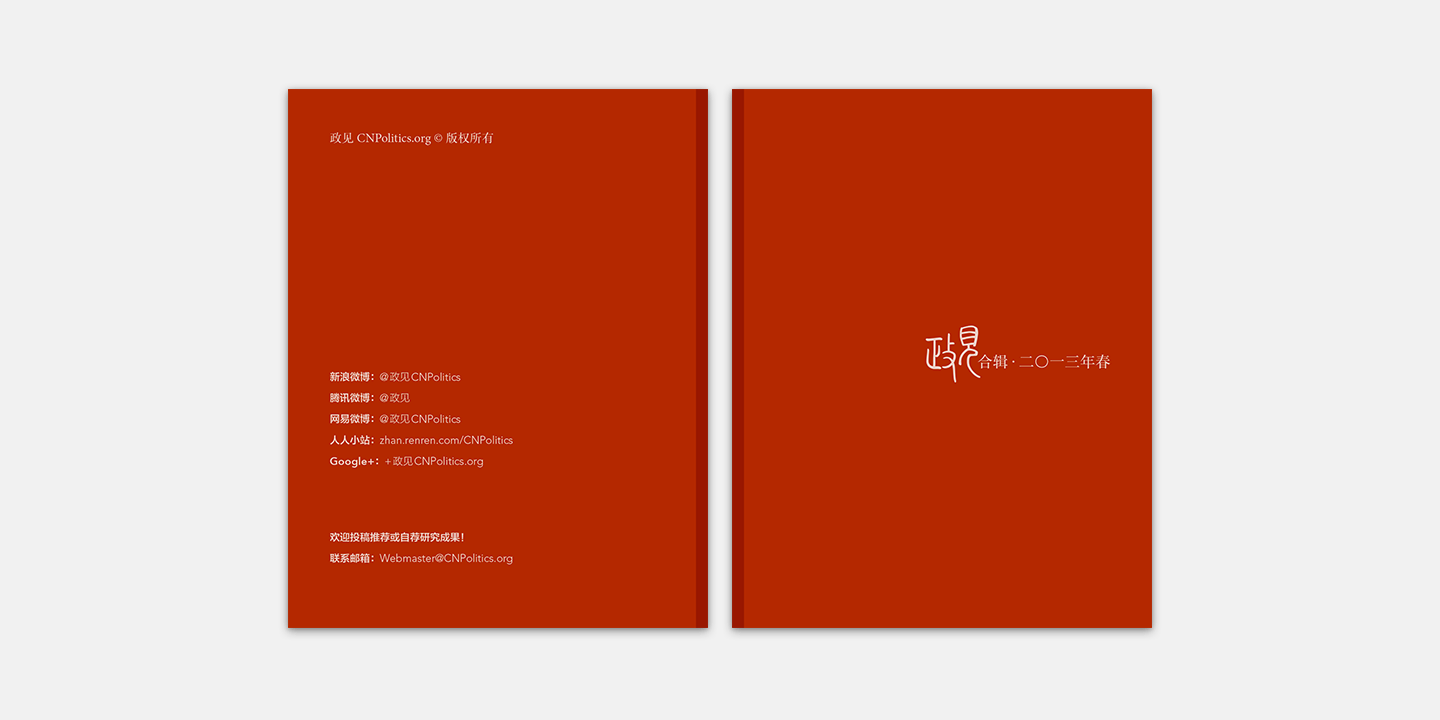 政见 CNPolitics.org © 版权所有
新浪微博：@政见CNPolitics
腾讯微博：@政见
网易微博：@政见CNPolitics
人人小站：zhan.renren.com/CNPolitics
Google+：+政见CNPolitics.org
欢迎投稿推荐或自荐研究成果！
联系邮箱：Webmaster@CNPolitics.org
政見合辑·二〇一三年春